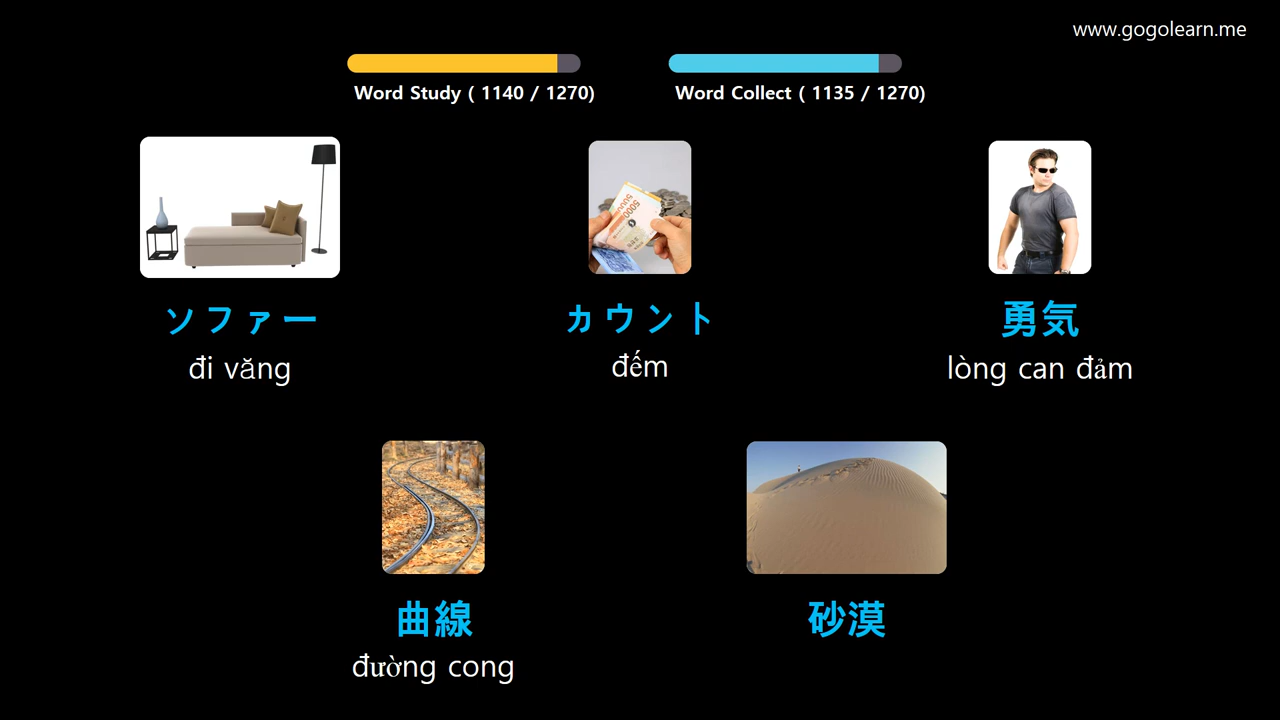 www.gogolearn.me
Word Study ( 1140 / 1270)
Word Collect ( 1135 / 1270)
ソファー
đi văng
カウント
đếm
勇気
lòng can đảm
曲線
đường cong
砂漠